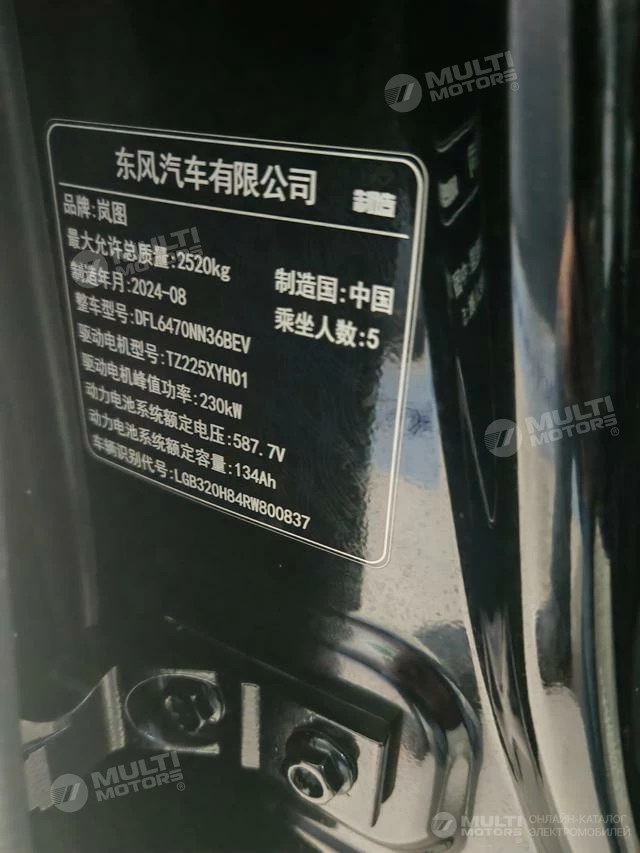 MULTI
MOTORS®
东风汽车有限公司 制造
品牌:岚图
最大允许总质量:2520kg
制造国:中国
制造年月:2024-08
乘坐人数:5
整车型号:DFL6470NN36BEV
驱动电机型号:TZ225XYH01
驱动电机峰值功率:230kW
动力电池系统额定电压:587.7V
动力电池系统额定容量:134Ah
车辆识别代号:LGB320H84RW800837
MULTI
MOTORS®
MULTI
MOTORS®
MULTI
MOTORS®
MULTI
MOTORS®
ОНЛАЙН-КАТАЛОГ
ЭЛЕКТРОМОБИЛЕЙ